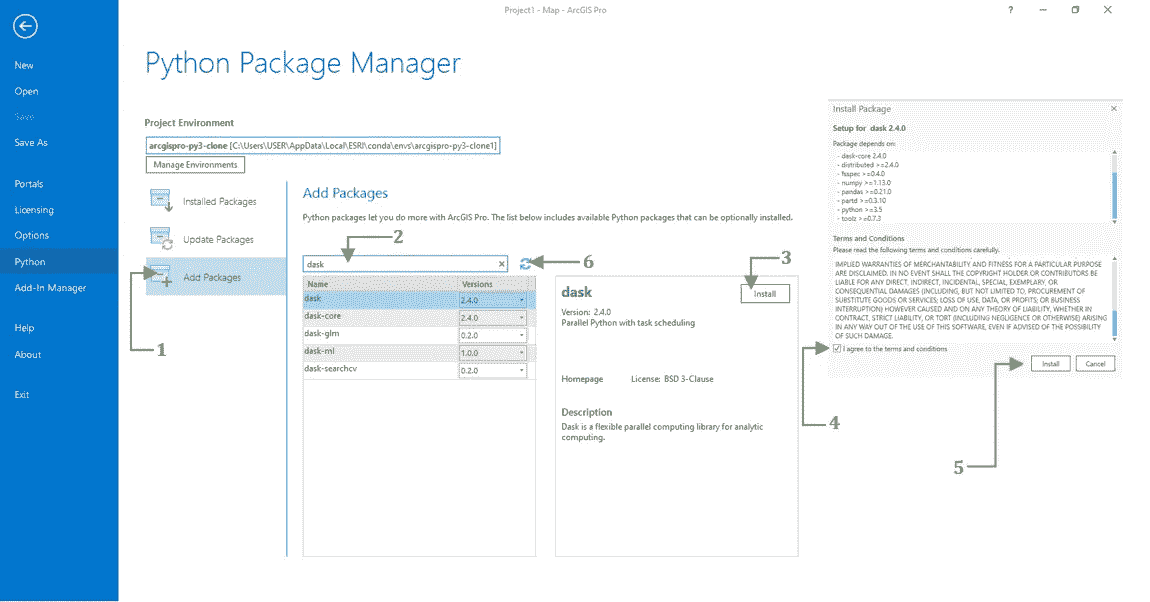 Project1 - Map - ArcGIS Pro
?
New
Open
Save
Save As
Portals
Licensing
Options
Python
Add-In Manager
Help
About
Exit
Python Package Manager
Project Environment
arcgispro-py3-clone [C:\Users\USER\AppData\Local\ESRI\conda\envs\arcgispro-py3-clone1]
Manage Environments
Installed Packages
Update Packages
Add Packages
1
Add Packages
Python packages let you do more with ArcGIS Pro. The list below includes available Python packages that can be optionally installed.
2
dask
6
Name Versions
dask 2.4.0
dask-core 2.4.0
dask-glm 0.2.0
dask-ml 1.0.0
dask-searchcv 0.2.0
3
dask
Install
Version: 2.4.0
Parallel Python with task scheduling
Homepage License: BSD 3-Clause
Description
Dask is a flexible parallel computing library for analytic
computing.
Install Package
Setup for dask 2.4.0
Package depends on:
- dask-core 2.4.0
- distributed >=2.4.0
- fsspec >=0.4.0
- numpy >=1.13.0
- pandas >=0.21.0
- partd >=0.3.10
- python >=3.5
- toolz >=0.7.3
Terms and Conditions
Please read the following terms and conditions carefully.
IMPLIED WARRANTIES OF MERCHANTABILITY AND FITNESS FOR A PARTICULAR PURPOSE
ARE DISCLAIMED. IN NO EVENT SHALL THE COPYRIGHT HOLDER OR CONTRIBUTORS BE
LIABLE FOR ANY DIRECT, INDIRECT, INCIDENTAL, SPECIAL, EXEMPLARY, OR
CONSEQUENTIAL DAMAGES (INCLUDING, BUT NOT LIMITED TO, PROCUREMENT OF
SUBSTITUTE GOODS OR SERVICES; LOSS OF USE, DATA, OR PROFITS; OR BUSINESS
INTERRUPTION) HOWEVER CAUSED AND ON ANY THEORY OF LIABILITY, WHETHER IN
CONTRACT, STRICT LIABILITY, OR TORT (INCLUDING NEGLIGENCE OR OTHERWISE) ARISING
IN ANY WAY OUT OF THE USE OF THIS SOFTWARE, EVEN IF ADVISED OF THE POSSIBILITY
OF SUCH DAMAGE.
I agree to the terms and conditions
Install Cancel
4
5